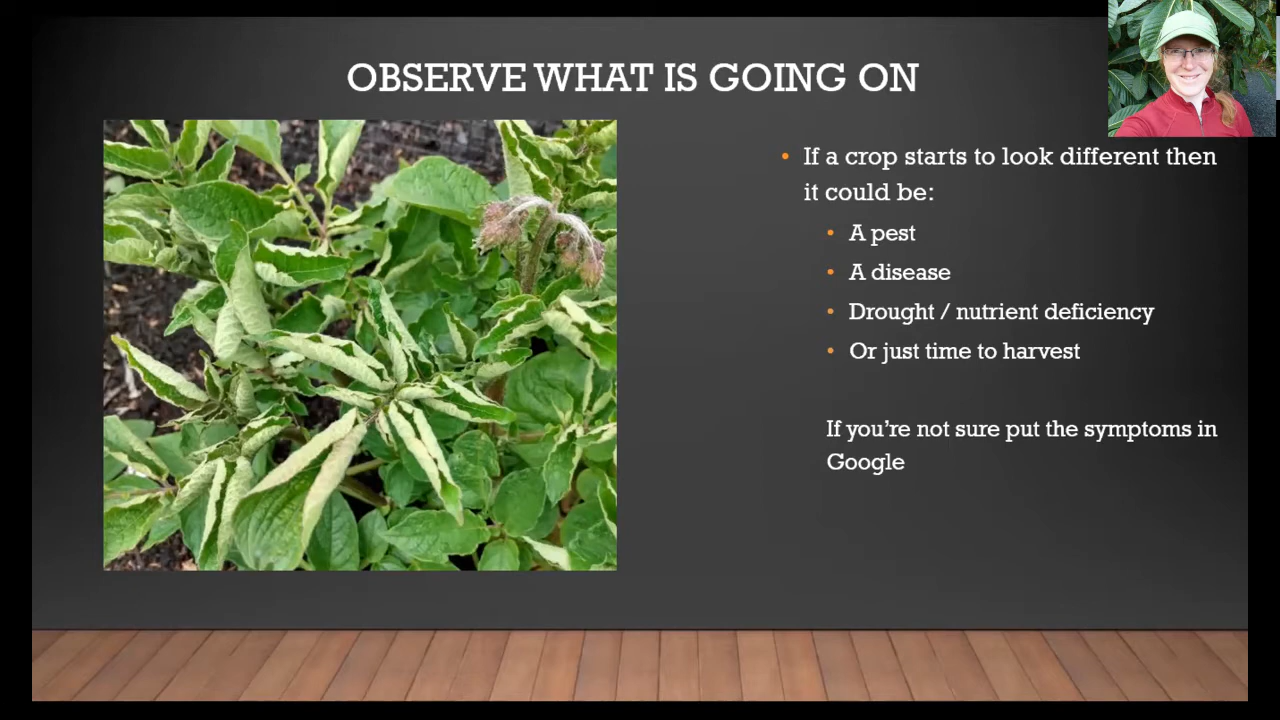 OBSERVE WHAT IS GOING ON
If a crop starts to look different then
it could be:
A pest
A disease
Drought / nutrient deficiency
Or just time to harvest
If you’re not sure put the symptoms in
Google